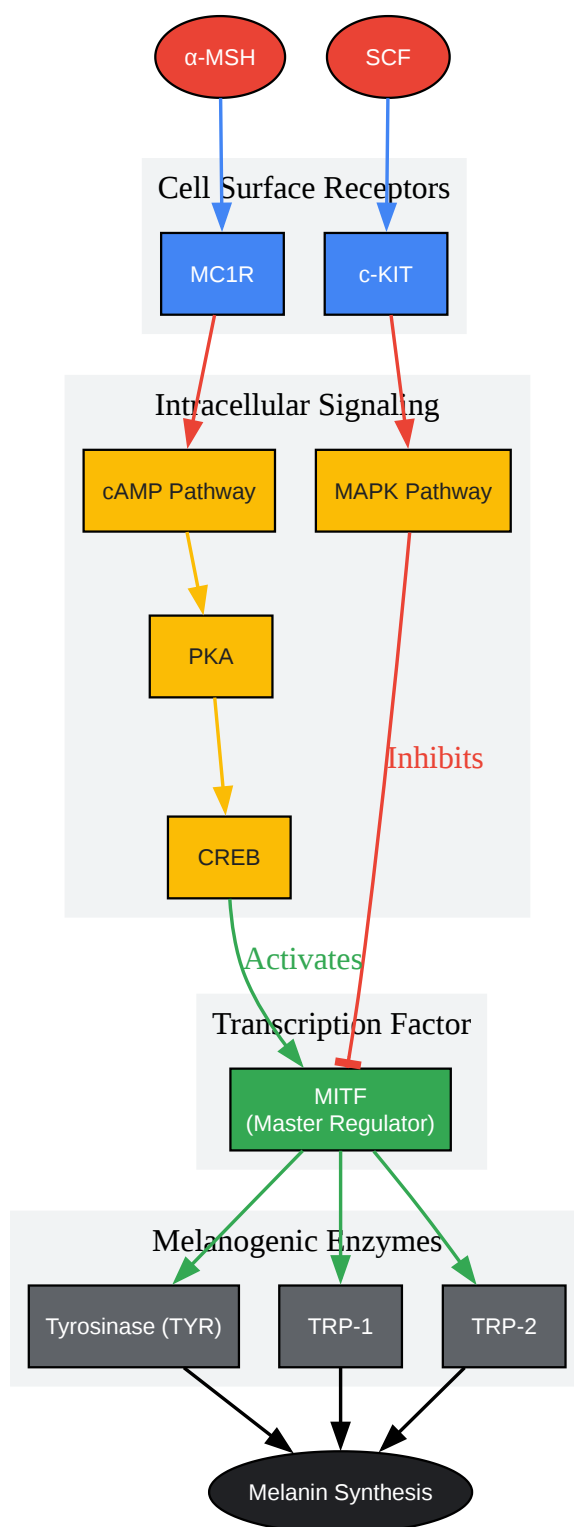 α-MSH
SCF
Cell Surface Receptors
MC1R
c-KIT
Intracellular Signaling
cAMP Pathway
MAPK Pathway
PKA
Inhibits
CREB
Activates
Transcription Factor
MITF
(Master Regulator)
Melanogenic Enzymes
Tyrosinase (TYR)
TRP-1
TRP-2
Melanin Synthesis